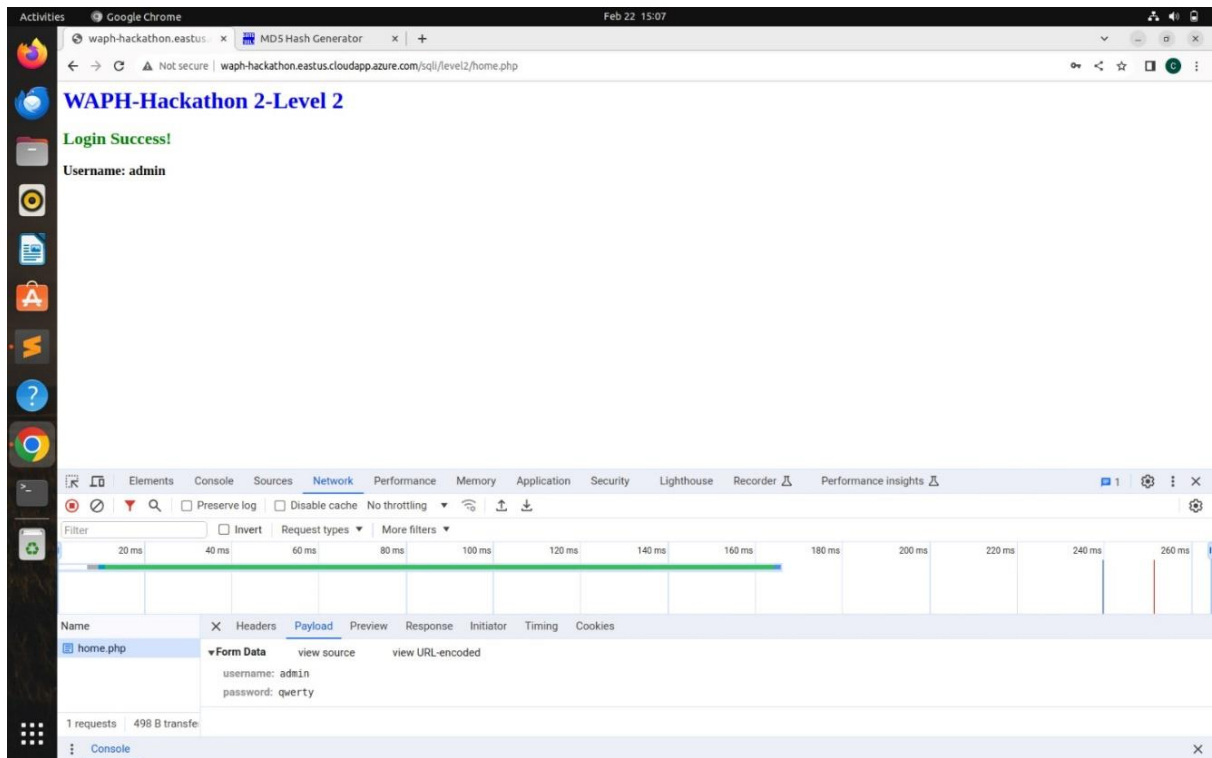 Activities Google Chrome Feb 22 15:07
waph-hackathon.eastus. MD5 Hash Generator
Not secure waph-hackathon.eastus.cloudapp.azure.com/sqli/level2/home.php
C
WAPH-Hackathon 2-Level 2
Login Success!
Username: admin
Elements Console Sources Network Performance Memory Application Security Lighthouse Recorder Performance insights 1
Preserve log Disable cache No throttling
Filter Invert Request types More filters
20 ms 40 ms 60 ms 80 ms 100 ms 120 ms 140 ms 160 ms 180 ms 200 ms 220 ms 240 ms 260 ms
Name Headers Payload Preview Response Initiator Timing Cookies
home.php Form Data view source view URL-encoded
username: admin
password: qwerty
1 requests 498 B transfe
Console